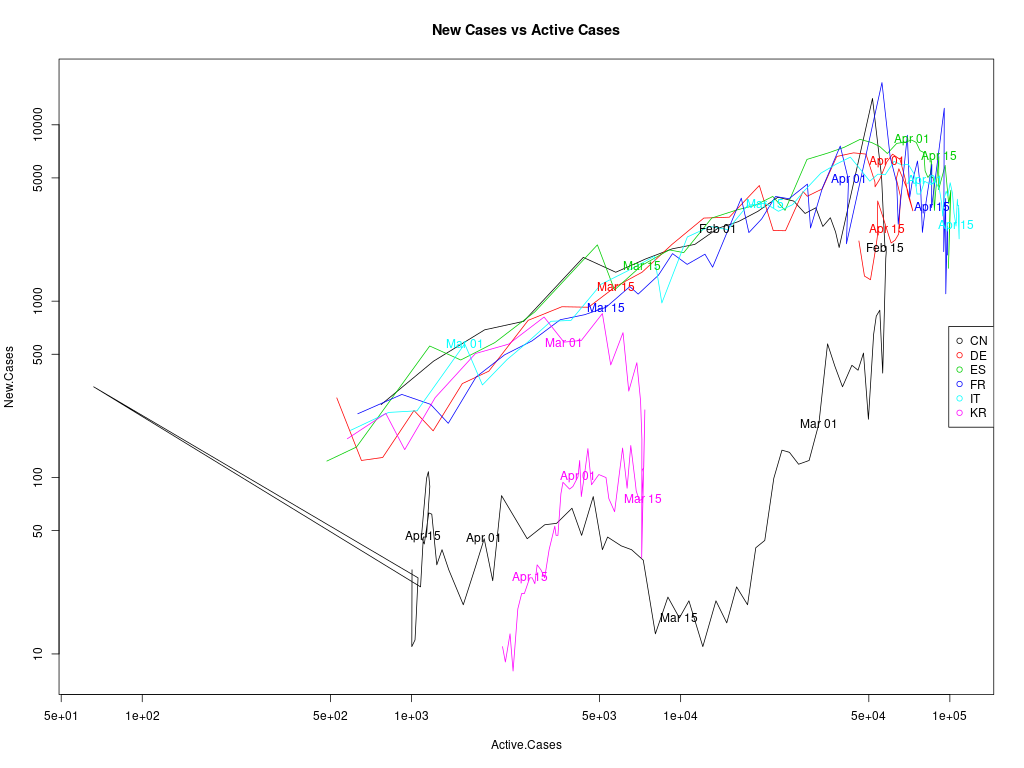 New Cases vs Active Cases
New.Cases
10000
5000
1000
500
100
50
10
Apr 01
Apr 15
Apr 01
Apr 01
Apr 01
Apr 15
Mar 15
Apr 15
Apr 15
Feb 01
Apr 15
Feb 15
Mar 15
Mar 15
Mar 15
Mar 01
Mar 01
Mar 01
Apr 01
Mar 15
Apr 15
Apr 01
Apr 15
Mar 15
CN
DE
ES
FR
IT
KR
5e+01
1e+02
5e+02
1e+03
5e+03
1e+04
5e+04
1e+05
Active.Cases